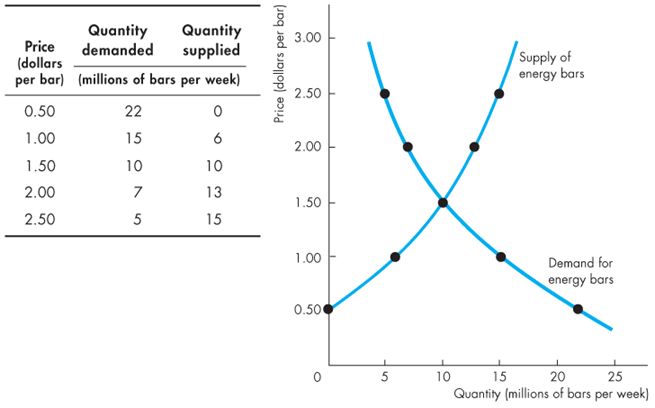 Quantity Quantity
Price demanded supplied
(dollars
per bar) (millions of bars per week)
0.50 22 0
1.00 15 6
1.50 10 10
2.00 7 13
2.50 5 15
Price (dollars per bar)
3.00
2.50
2.00
1.50
1.00
0.50
Supply of
energy bars
Demand for
energy bars
0 5 10 15 20 25
Quantity (millions of bars per week)